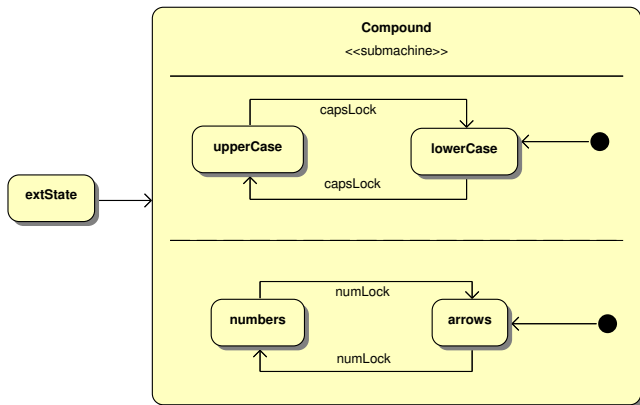 Compound
<<submachine>>
capsLock
upperCase
lowerCase
capsLock
extState
numLock
numbers
arrows
numLock